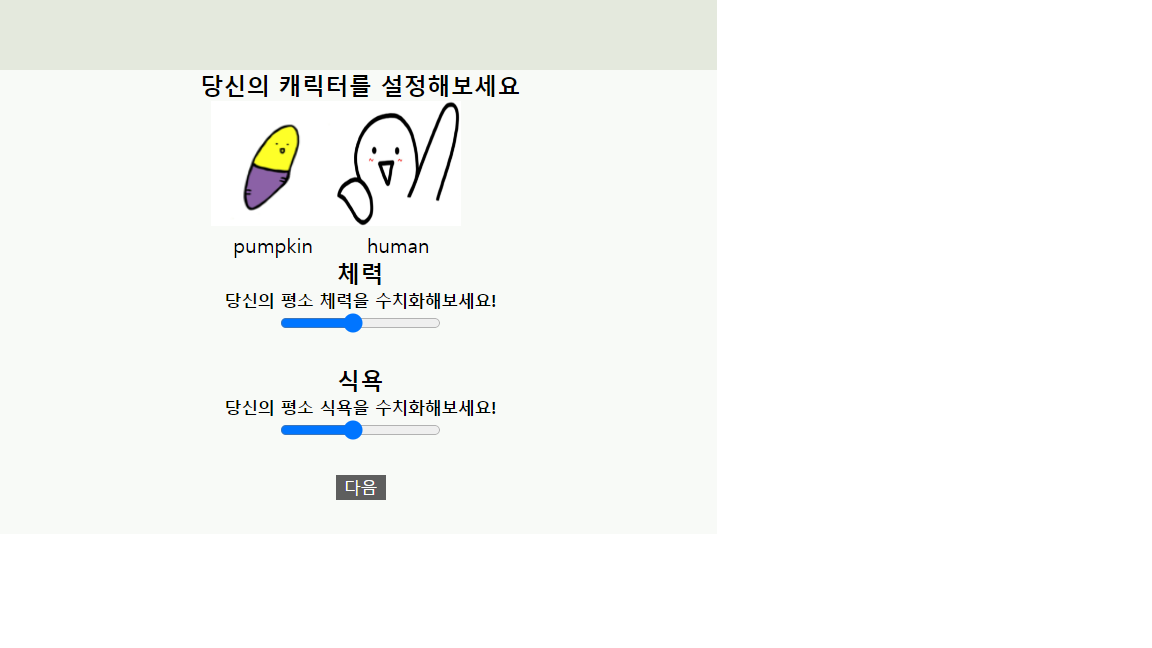 당신의 캐릭터를 설정해보세요
pumpkin human
체력
당신의 평소 체력을 수치화해보세요!
식욕
당신의 평소 식욕을 수치화해보세요!
다음